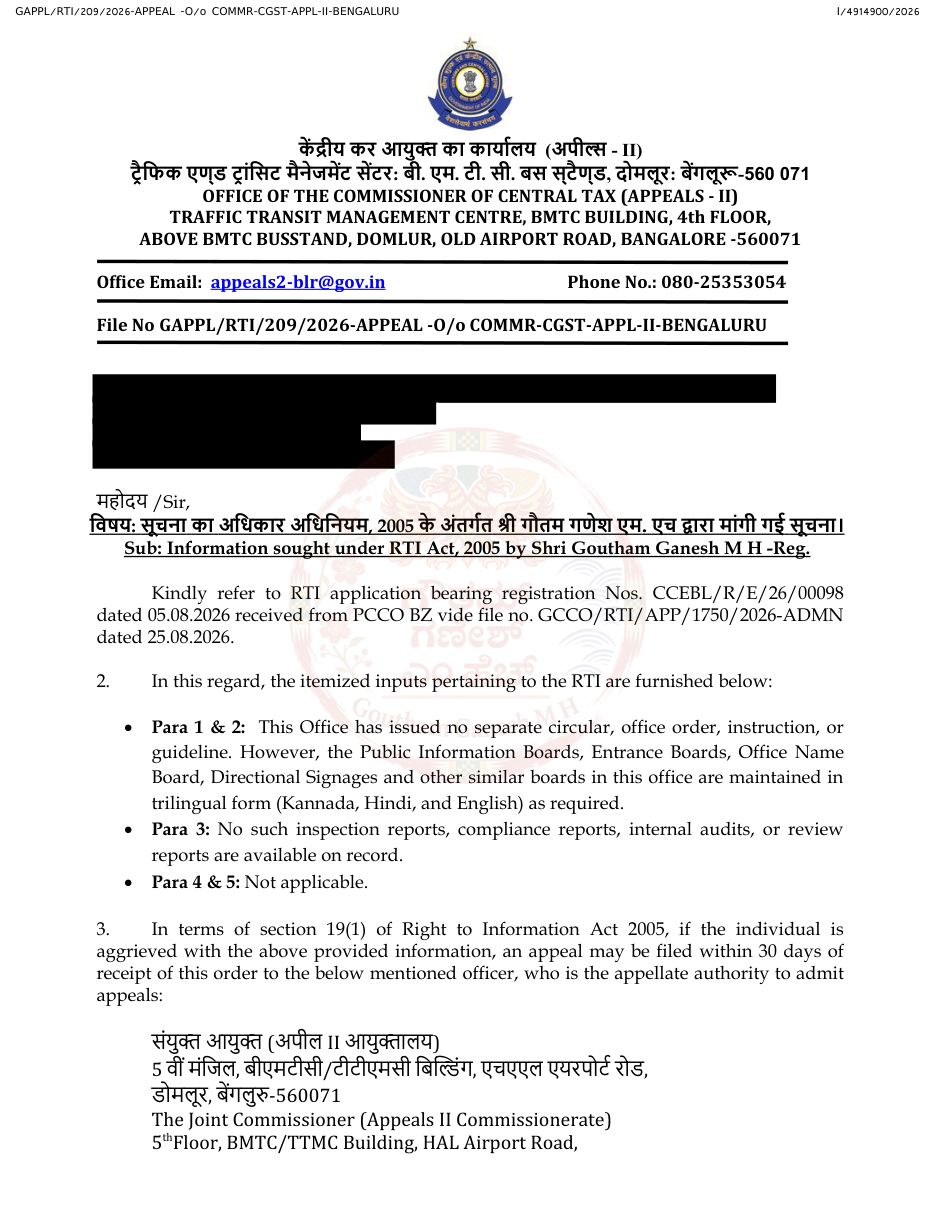 GAPPL/RTI/209/2026-APPEAL -O/o COMMR-CGST-APPL-II-BENGALURU I/4914900/2026
केंद्रीय कर आयुक्त का कार्यालय (अपील्स - II)
ट्रैफिक एण्ड ट्रांसिट मैनेजमेंट सेंटर: बी. एम. टी. सी. बस स्टैण्ड, दोमलूर: बेंगलूरू-560 071
OFFICE OF THE COMMISSIONER OF CENTRAL TAX (APPEALS - II)
TRAFFIC TRANSIT MANAGEMENT CENTRE, BMTC BUILDING, 4th FLOOR,
ABOVE BMTC BUSSTAND, DOMLUR, OLD AIRPORT ROAD, BANGALORE -560071
Office Email: appeals2-blr@gov.in Phone No.: 080-25353054
File No GAPPL/RTI/209/2026-APPEAL -O/o COMMR-CGST-APPL-II-BENGALURU
महोदय /Sir,
विषय: सूचना का अधिकार अधिनियम, 2005 के अंतर्गत श्री गौतम गणेश एम. एच द्वारा मांगी गई सूचना।
Sub: Information sought under RTI Act, 2005 by Shri Goutham Ganesh M H -Reg.
Kindly refer to RTI application bearing registration Nos. CCEBL/R/E/26/00098
dated 05.08.2026 received from PCCO BZ vide file no. GCCO/RTI/APP/1750/2026-ADMN
dated 25.08.2026.
2. In this regard, the itemized inputs pertaining to the RTI are furnished below:
• Para 1 & 2: This Office has issued no separate circular, office order, instruction, or
guideline. However, the Public Information Boards, Entrance Boards, Office Name
Board, Directional Signages and other similar boards in this office are maintained in
trilingual form (Kannada, Hindi, and English) as required.
• Para 3: No such inspection reports, compliance reports, internal audits, or review
reports are available on record.
• Para 4 & 5: Not applicable.
3. In terms of section 19(1) of Right to Information Act 2005, if the individual is
aggrieved with the above provided information, an appeal may be filed within 30 days of
receipt of this order to the below mentioned officer, who is the appellate authority to admit
appeals:
संयुक्त आयुक्त (अपील II आयुक्तालय)
5 वीं मंजिल, बीएमटीसी/टीटीएमसी बिल्डिंग, एचएएल एयरपोर्ट रोड,
डोमलूर, बेंगलुरु-560071
The Joint Commissioner (Appeals II Commissionerate)
5thFloor, BMTC/TTMC Building, HAL Airport Road,
ಗೌತಮ್
ಗಣೇಶ್
ಎಂ ಹೆಚ್
Goutham Ganesh M H